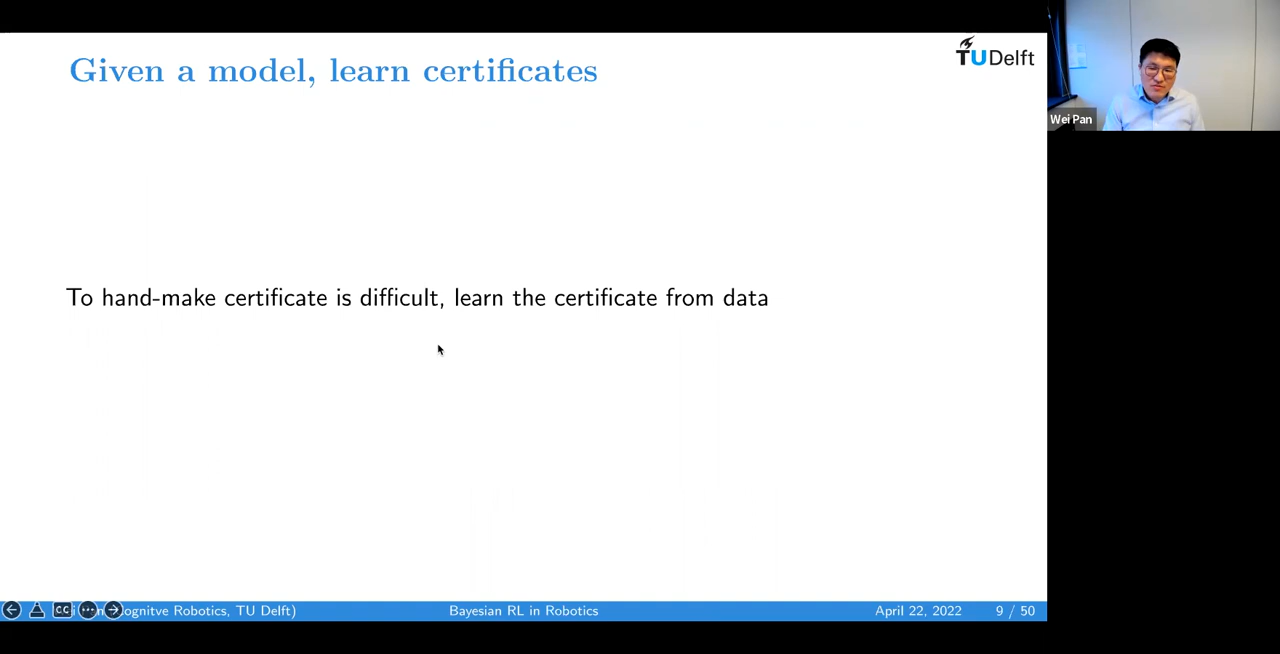 Given a model, learn certificates
TUDelft
Wei Pan
To hand-make certificate is difficult, learn the certificate from data
CC
ognitve Robotics, TU Delft)
Bayesian RL in Robotics
April 22, 2022
9 / 50